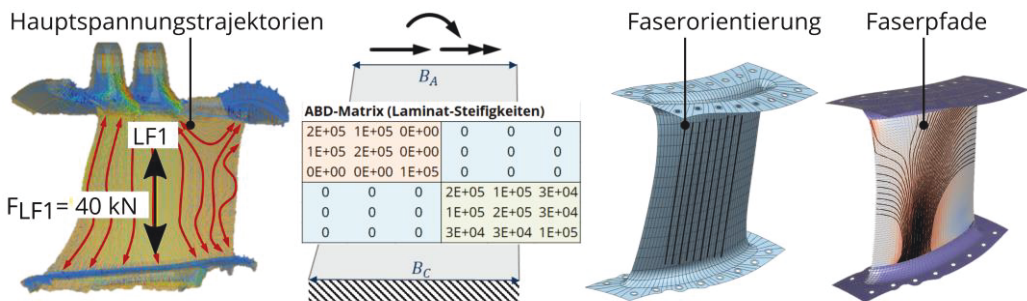 Hauptspannungstrajektorien
LF1
F_LF1 = 40 kN
B_A
ABD-Matrix (Laminat-Steifigkeiten)
2E+05 1E+05 0E+00 0 0 0
1E+05 2E+05 0E+00 0 0 0
0E+00 0E+00 1E+05 0 0 0
0 0 0 2E+05 1E+05 3E+04
0 0 0 1E+05 2E+05 3E+04
0 0 0 3E+04 3E+04 1E+05
B_C
Faserorientierung
Faserpfade